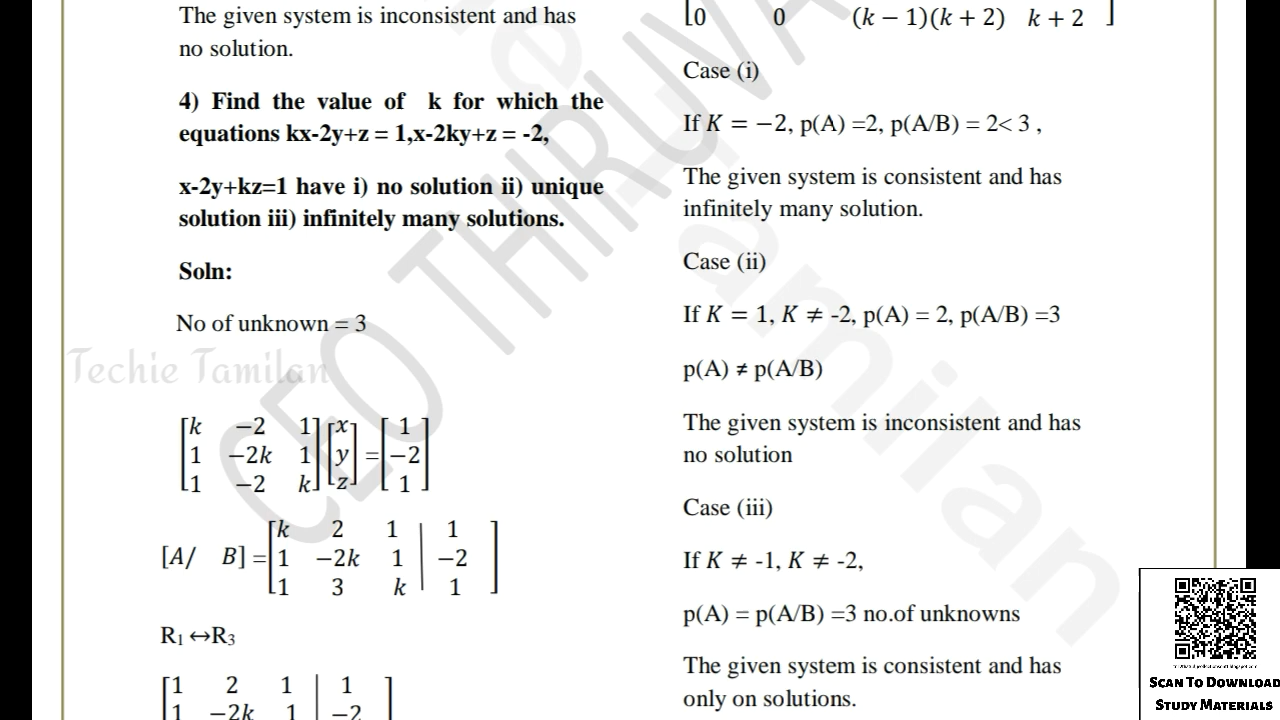 The given system is inconsistent and has
no solution.
4) Find the value of k for which the
equations kx-2y+z = 1,x-2ky+z = -2,
x-2y+kz=1 have i) no solution ii) unique
solution iii) infinitely many solutions.
Soln:
No of unknown = 3
Techie Tamilan
[k −2 1] [x] [1]
[1 −2k 1] [y] = [−2]
[1 −2 k] [z] [1]
[A/ B] = [k 2 1 | 1]
[1 −2k 1 | −2]
[1 3 k | 1]
R₁ ↔R₃
[1 2 1 | 1]
1 −2k 1 | −2
[0 0 (k − 1)(k + 2) k + 2]
Case (i)
If K = −2, p(A) =2, p(A/B) = 2< 3 ,
The given system is consistent and has
infinitely many solution.
Case (ii)
If K = 1, K ≠ -2, p(A) = 2, p(A/B) =3
p(A) ≠ p(A/B)
The given system is inconsistent and has
no solution
Case (iii)
If K ≠ -1, K ≠ -2,
p(A) = p(A/B) =3 no.of unknowns
The given system is consistent and has
only on solutions.
CEO THIRUVA
amilan
SCAN TO DOWNLOAD
STUDY MATERIALS